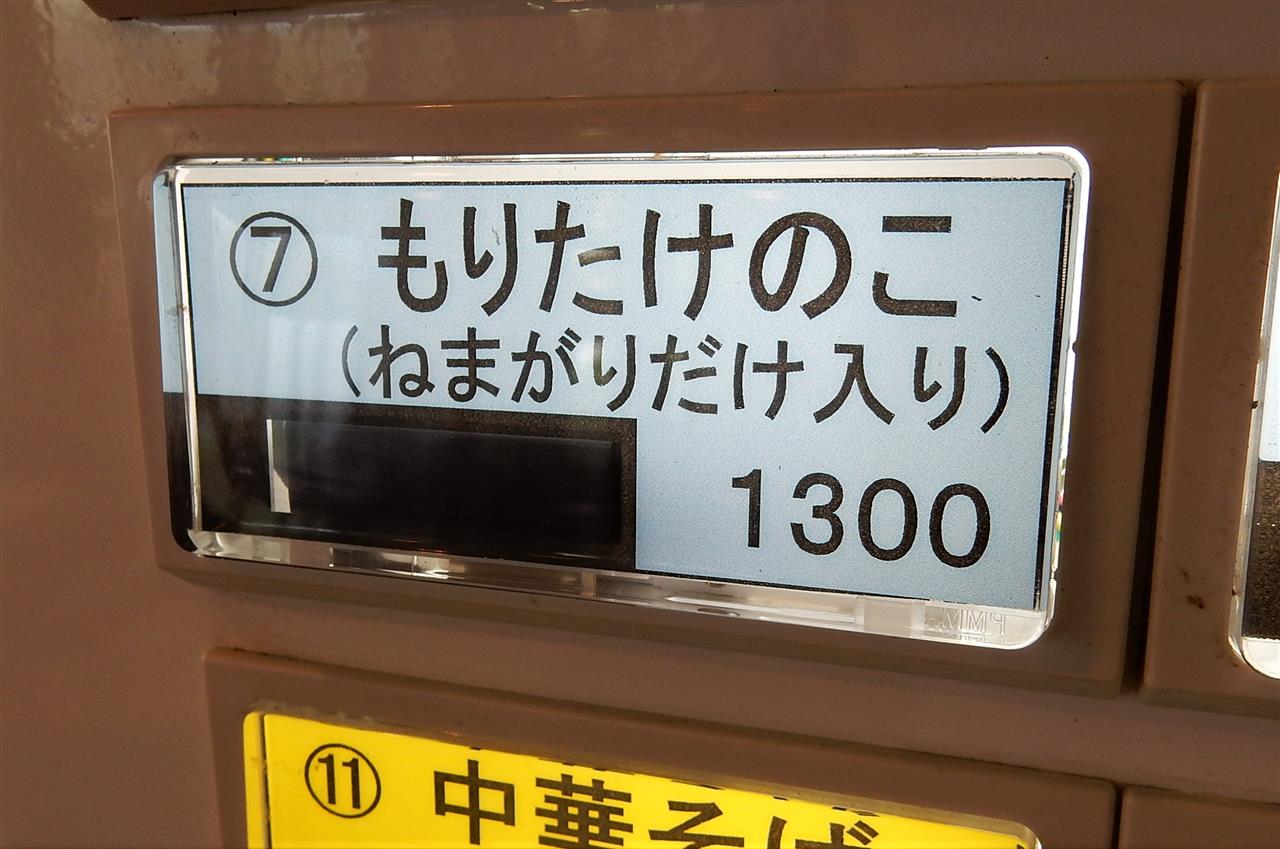 ⑦ もりたけのこ
(ねまがりだけ入り)
1300
⑪ 中華そば